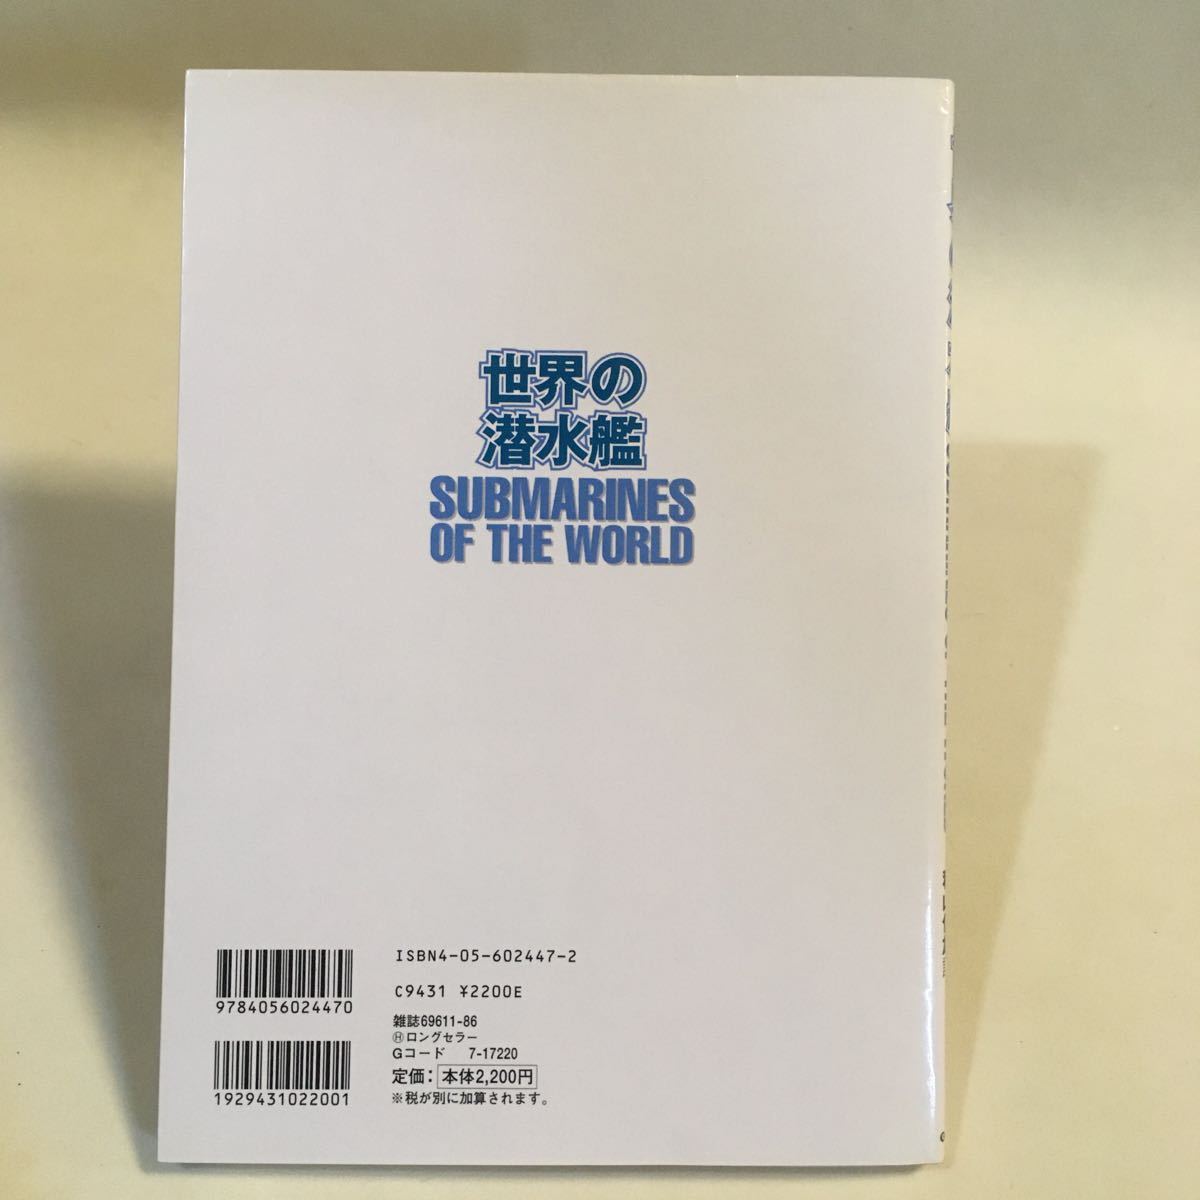 世界の
潜水艦
SUBMARINES
OF THE WORLD
9784056024470
1929431022001
ISBN4-05-602447-2
C9431 ¥2200E
雑誌69611-86
Ⓗロングセラー
Gコード 7-17220
定価：本体2,200円
※税が別に加算されます。